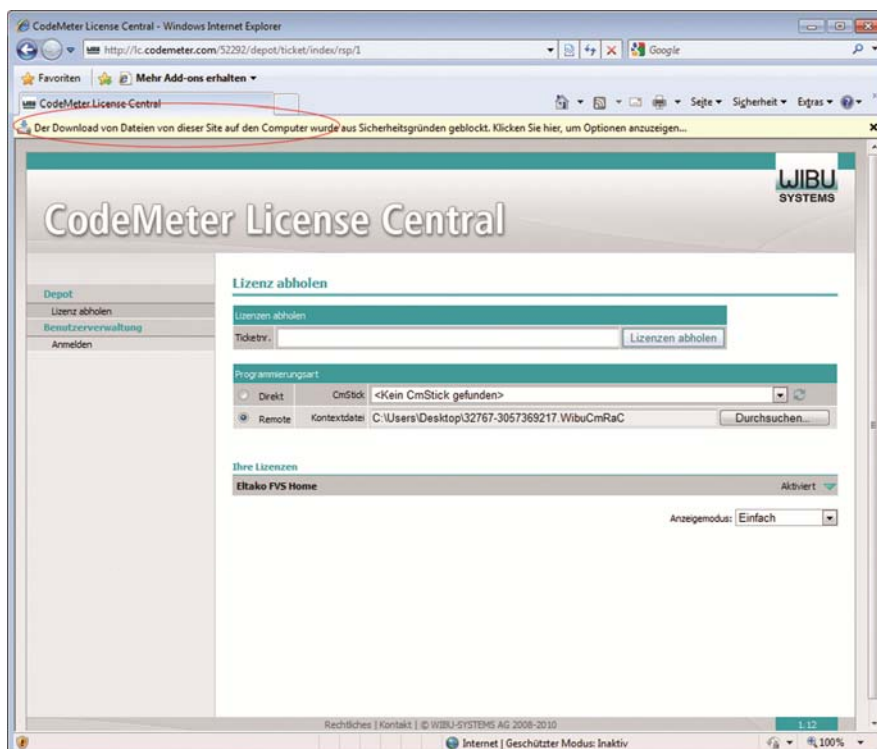 CodeMeter License Central - Windows Internet Explorer
http://lc.codemeter.com/52292/depot/ticket/index/rsp/1
Google
Favoriten
Mehr Add-ons erhalten
CodeMeter License Central
Seite
Sicherheit
Extras
Der Download von Dateien von dieser Site auf den Computer wurde aus Sicherheitsgründen geblockt. Klicken Sie hier, um Optionen anzuzeigen...
WIBU
SYSTEMS
CodeMeter License Central
Depot
Lizenz abholen
Benutzerverwaltung
Anmelden
Lizenz abholen
Lizenzen abholen
Ticketnr.
Lizenzen abholen
Programmierungsart
Direkt CmStick <Kein CmStick gefunden>
Remote Kontextdatei C:\Users\Desktop\32767-3057369217.WibuCmRaC Durchsuchen...
Ihre Lizenzen
Eltako FVS Home Aktiviert
Anzeigemodus: Einfach
Rechtliches | Kontakt | © WIBU-SYSTEMS AG 2008-2010 1.12
Internet | Geschützter Modus: Inaktiv 100%